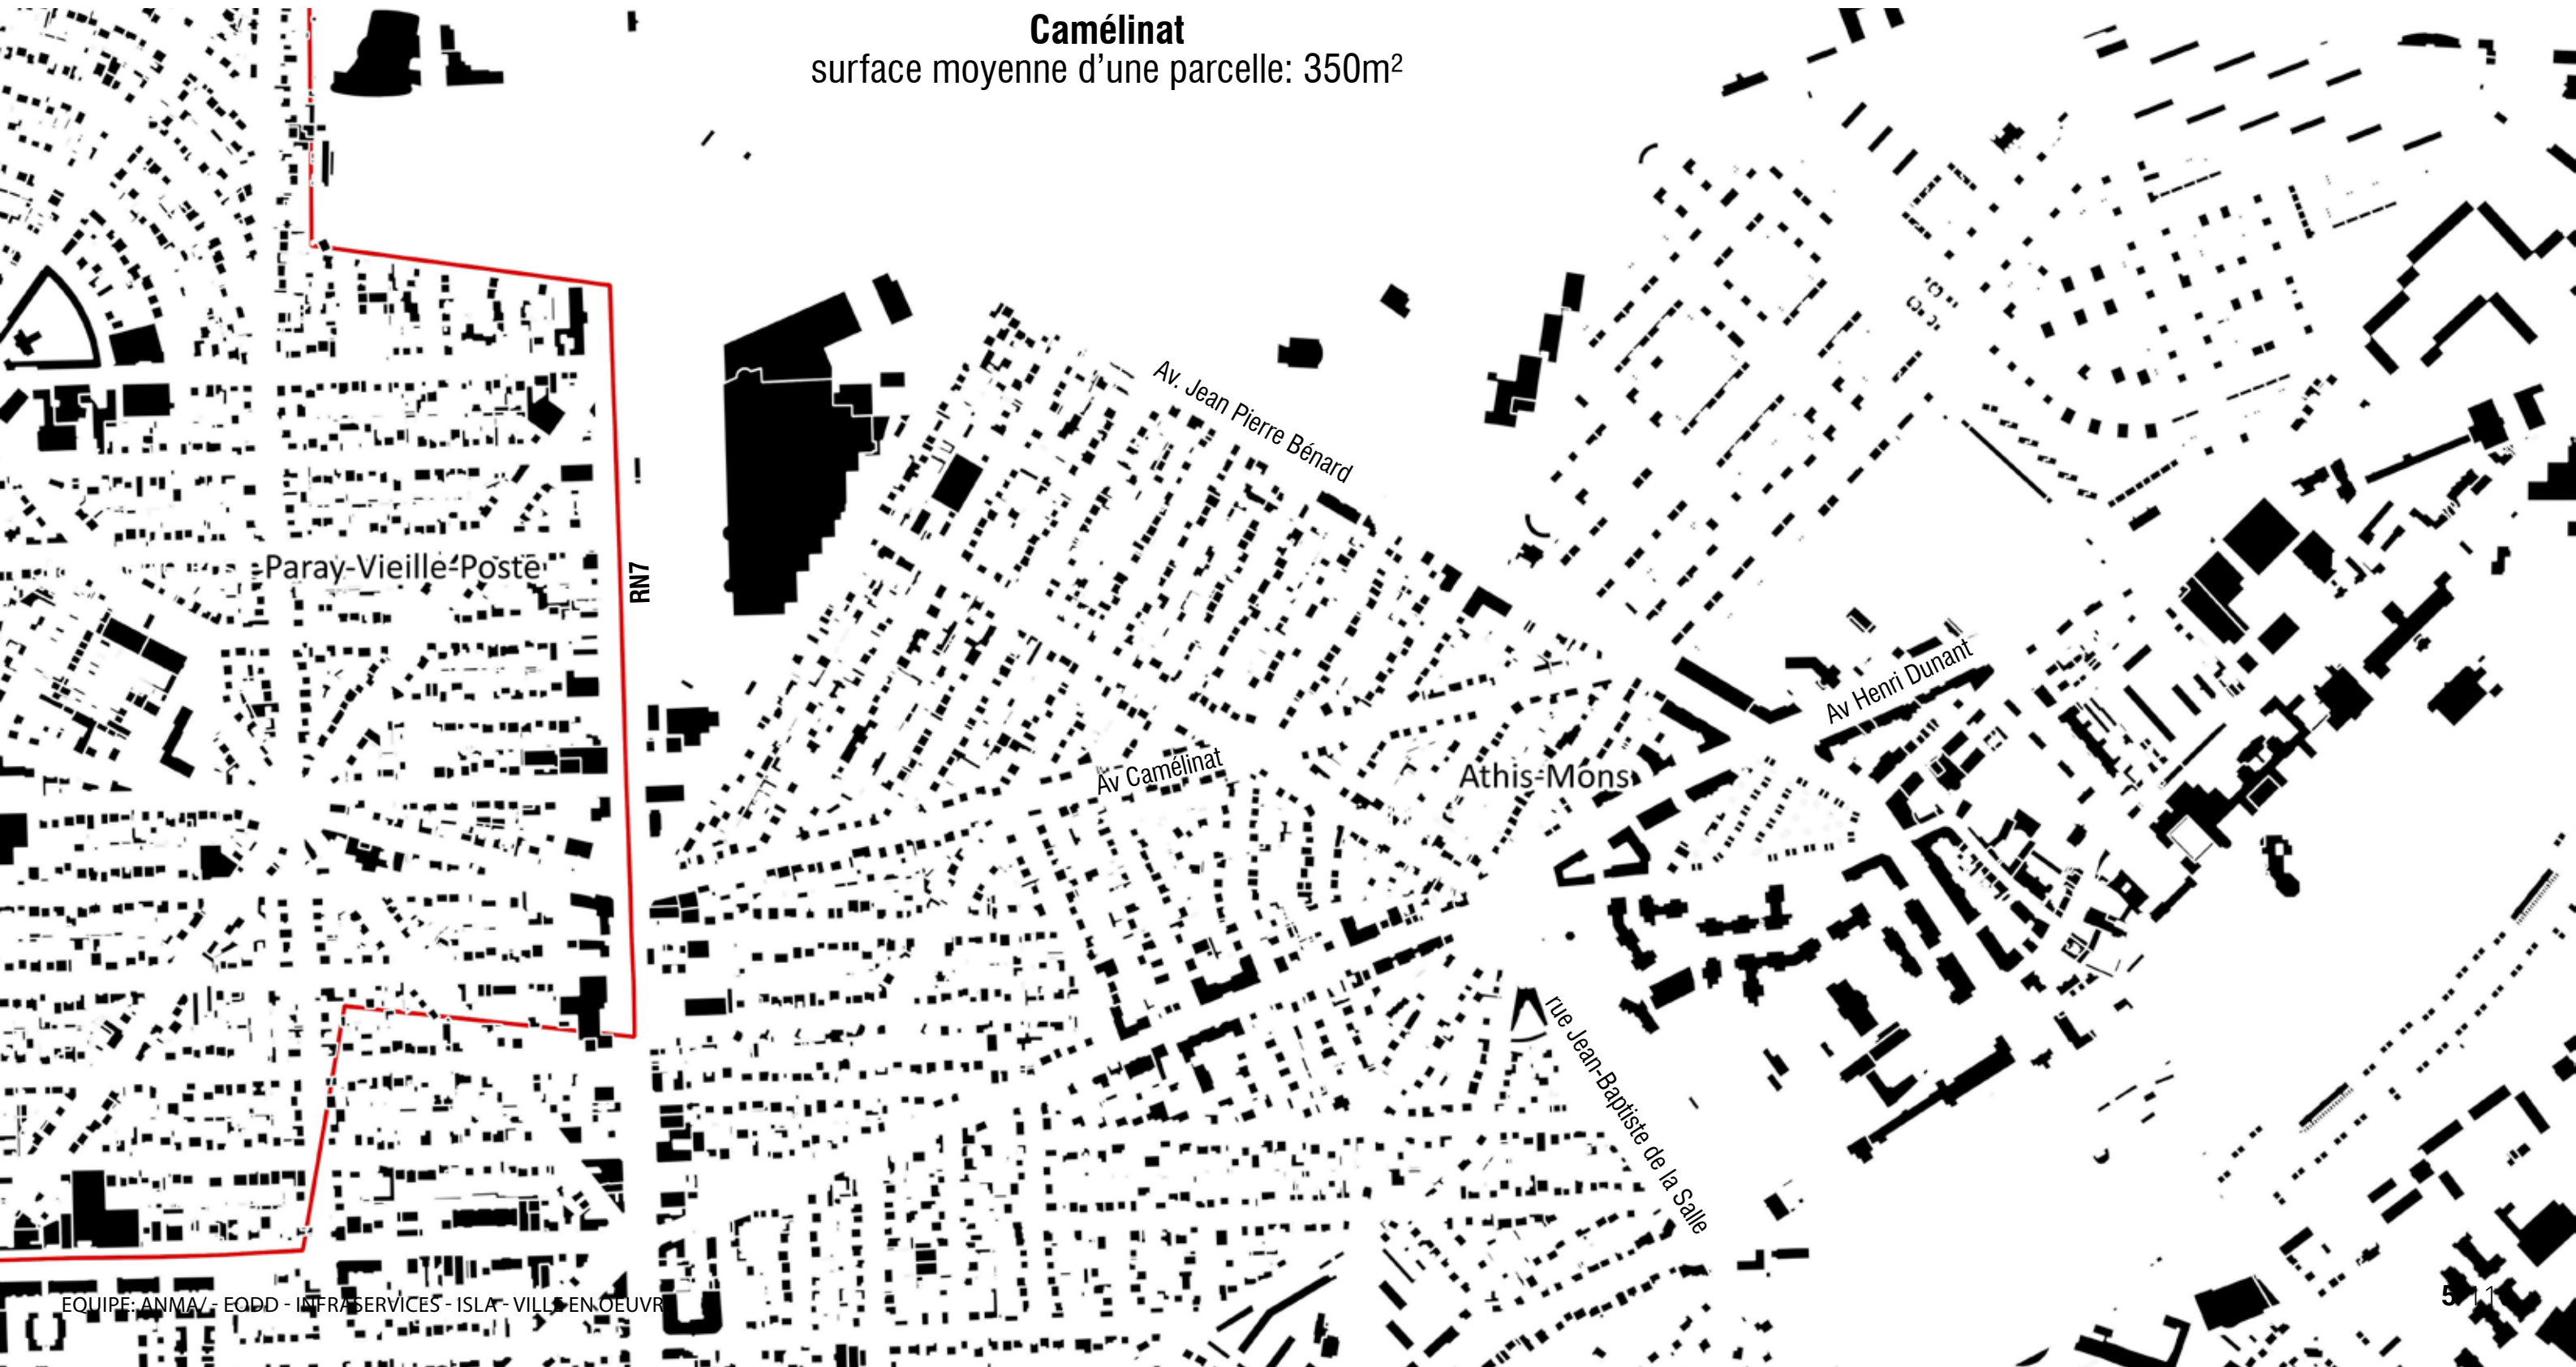 Camélinat
surface moyenne d’une parcelle: 350m²
Av. Jean Pierre Bénard
Paray-Vieille-Poste
RN7
Av Henri Dunant
Av Camélinat
Athis-Mons
rue Jean-Baptiste de la Salle
EQUIPE: ANMA/ - EODD - INFRASERVICES - ISLA - VILLE EN OEUVR